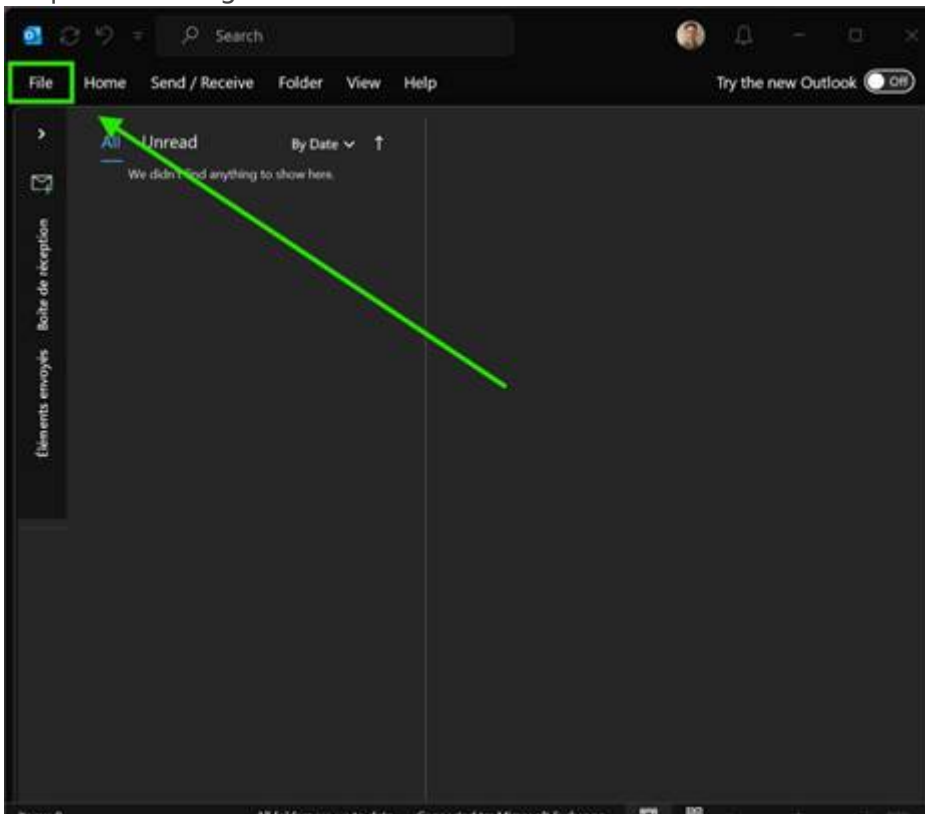 Search
File Home Send / Receive Folder View Help Try the new Outlook Off
All Unread By Date
We didn't find anything to show here.
Boîte de réception
Éléments envoyés